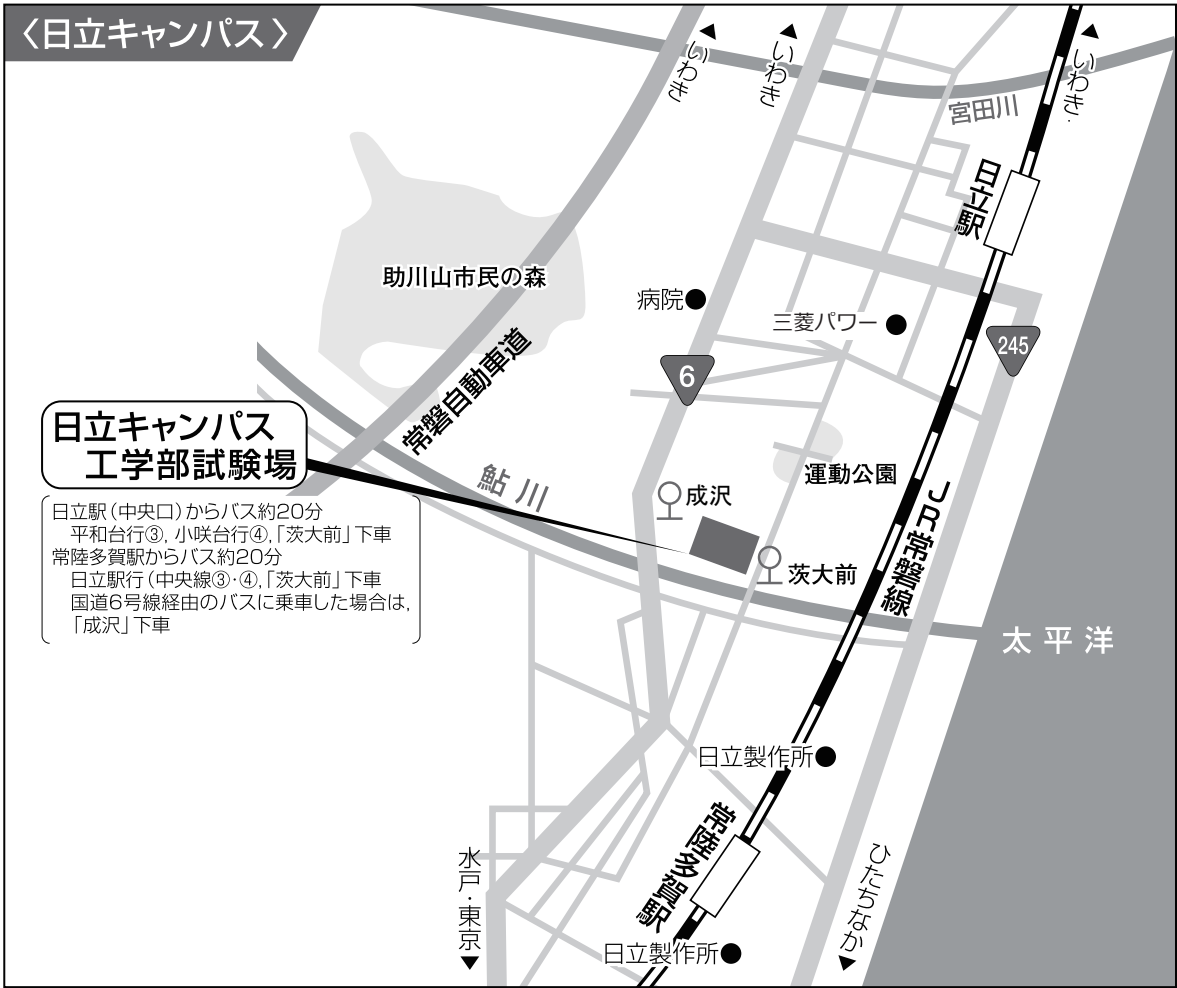 〈日立キャンパス〉
いわき
いわき
いわき
宮田川
日立駅
助川山市民の森
病院
三菱パワー
245
6
常磐自動車道
日立キャンパス
工学部試験場
鮎川
成沢
運動公園
JR常磐線
日立駅（中央口）からバス約20分
平和台行③, 小咲台行④,「茨大前」下車
常陸多賀駅からバス約20分
日立駅行（中央線③・④,「茨大前」下車
国道6号線経由のバスに乗車した場合は,
「成沢」下車
茨大前
太平洋
日立製作所
常陸多賀駅
水戸・東京
ひたちなか
日立製作所